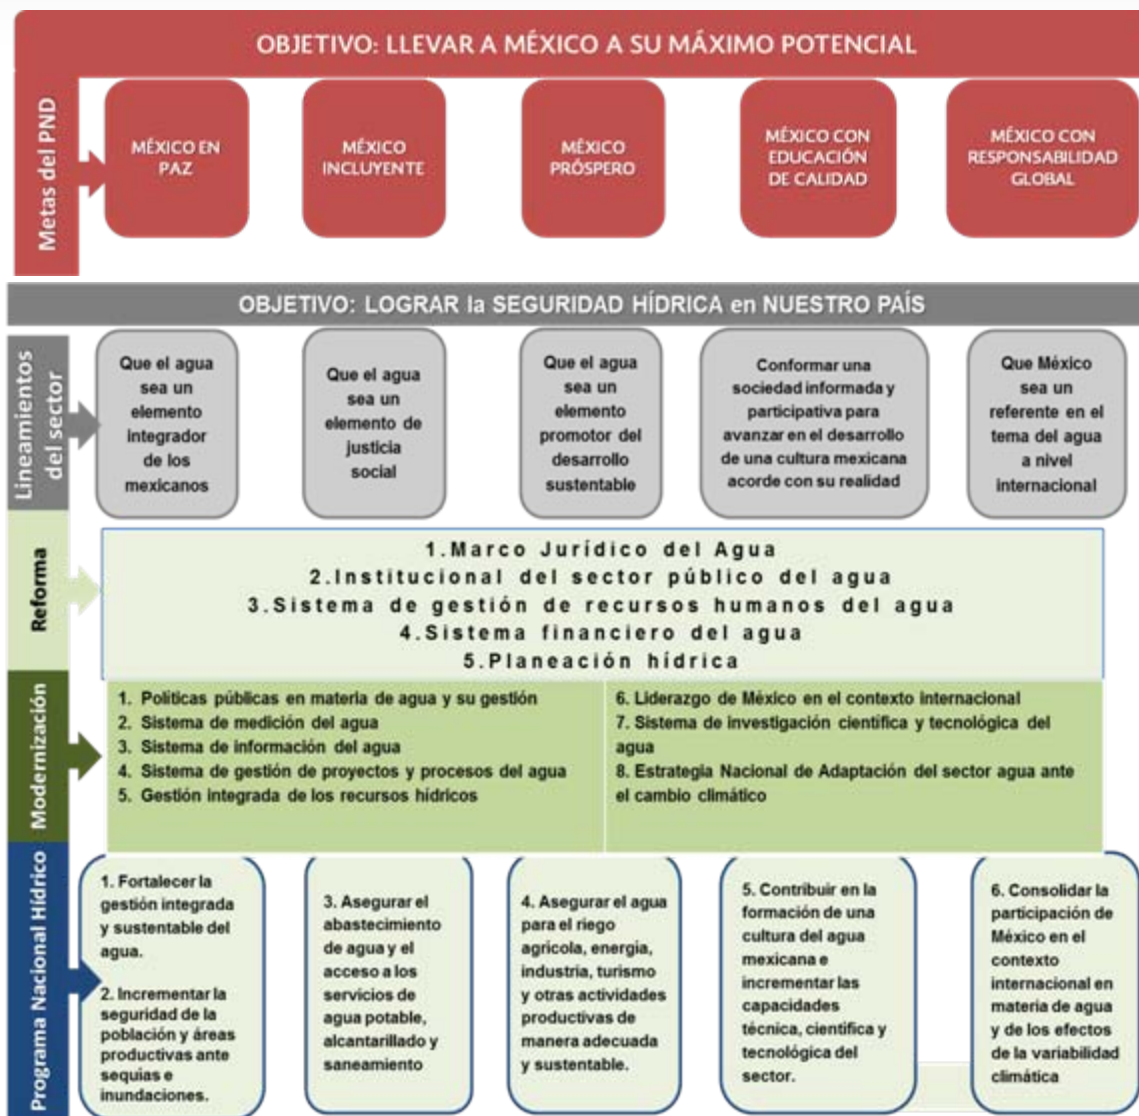 OBJETIVO: LLEVAR A MÉXICO A SU MÁXIMO POTENCIAL
Metas del PND
MÉXICO EN
PAZ
MÉXICO
INCLUYENTE
MÉXICO
PRÓSPERO
MÉXICO CON
EDUCACIÓN
DE CALIDAD
MÉXICO CON
RESPONSABILIDAD
GLOBAL
OBJETIVO: LOGRAR la SEGURIDAD HÍDRICA en NUESTRO PAÍS
Lineamientos
del sector
Que el agua
sea un
elemento
integrador
de los
mexicanos
Que el agua
sea un
elemento de
justicia
social
Que el agua
sea un
elemento
promotor del
desarrollo
sustentable
Conformar una
sociedad informada y
participativa para
avanzar en el desarrollo
de una cultura mexicana
acorde con su realidad
Que México
sea un
referente en el
tema del agua
a nivel
internacional
Reforma
1.Marco Jurídico del Agua
2.Institucional del sector público del agua
3.Sistema de gestión de recursos humanos del agua
4.Sistema financiero del agua
5.Planeación hídrica
Modernización
1. Políticas públicas en materia de agua y su gestión
2. Sistema de medición del agua
3. Sistema de información del agua
4. Sistema de gestión de proyectos y procesos del agua
5. Gestión integrada de los recursos hídricos
6. Liderazgo de México en el contexto internacional
7. Sistema de investigación científica y tecnológica del
agua
8. Estrategia Nacional de Adaptación del sector agua ante
el cambio climático
Programa Nacional Hídrico
1. Fortalecer la
gestión integrada
y sustentable del
agua.
2. Incrementar la
seguridad de la
población y áreas
productivas ante
sequías e
inundaciones.
3. Asegurar el
abastecimiento
de agua y el
acceso a los
servicios de
agua potable,
alcantarillado y
saneamiento
4. Asegurar el agua
para el riego
agrícola, energía,
industria, turismo
y otras actividades
productivas de
manera adecuada
y sustentable.
5. Contribuir en la
formación de una
cultura del agua
mexicana e
incrementar las
capacidades
técnica, científica y
tecnológica del
sector.
6. Consolidar la
participación de
México en el
contexto
internacional en
materia de agua
y de los efectos
de la variabilidad
climática